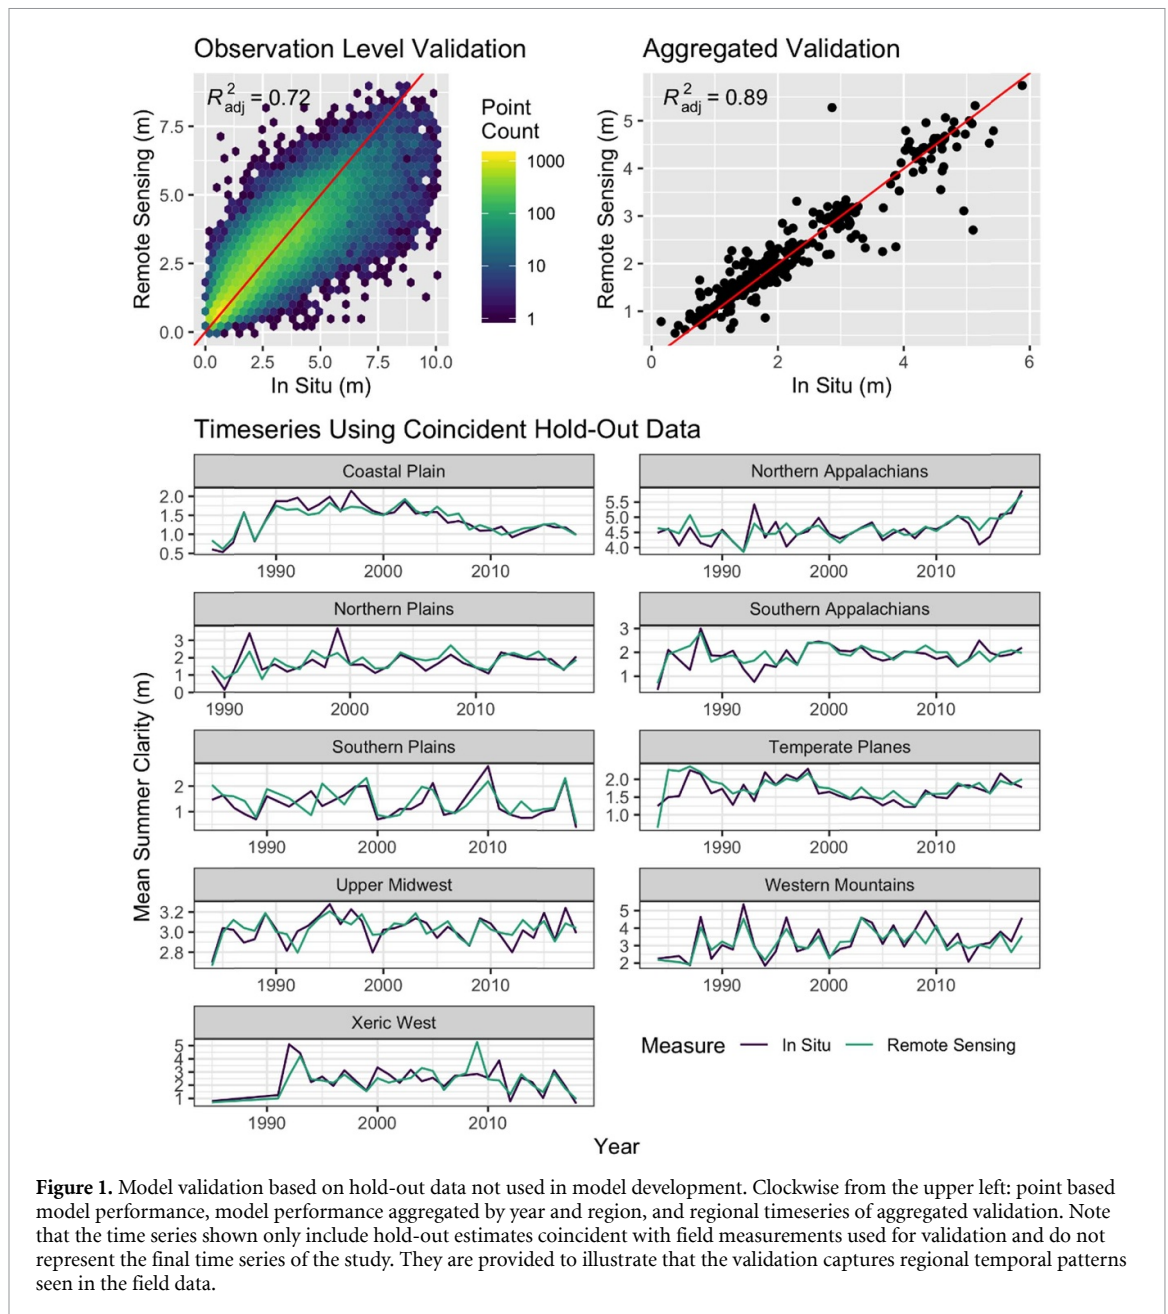 Observation Level Validation
R²adj = 0.72
Remote Sensing (m)
7.5
5.0
2.5
0.0
0.0 2.5 5.0 7.5 10.0
In Situ (m)
Point
Count
1000
100
10
1
Aggregated Validation
R²adj = 0.89
Remote Sensing (m)
5
4
3
2
1
0 2 4 6
In Situ (m)
Timeseries Using Coincident Hold-Out Data
Mean Summer Clarity (m)
Coastal Plain
2.0
1.5
1.0
0.5
1990 2000 2010
Northern Appalachians
5.5
5.0
4.5
4.0
1990 2000 2010
Northern Plains
3
2
1
0
1990 2000 2010
Southern Appalachians
3
2
1
1990 2000 2010
Southern Plains
2
1
1990 2000 2010
Temperate Planes
2.0
1.5
1.0
1990 2000 2010
Upper Midwest
3.2
3.0
2.8
1990 2000 2010
Western Mountains
5
4
3
2
1990 2000 2010
Xeric West
5
4
3
2
1
1990 2000 2010
Measure In Situ Remote Sensing
Year
Figure 1. Model validation based on hold-out data not used in model development. Clockwise from the upper left: point based
model performance, model performance aggregated by year and region, and regional timeseries of aggregated validation. Note
that the time series shown only include hold-out estimates coincident with field measurements used for validation and do not
represent the final time series of the study. They are provided to illustrate that the validation captures regional temporal patterns
seen in the field data.